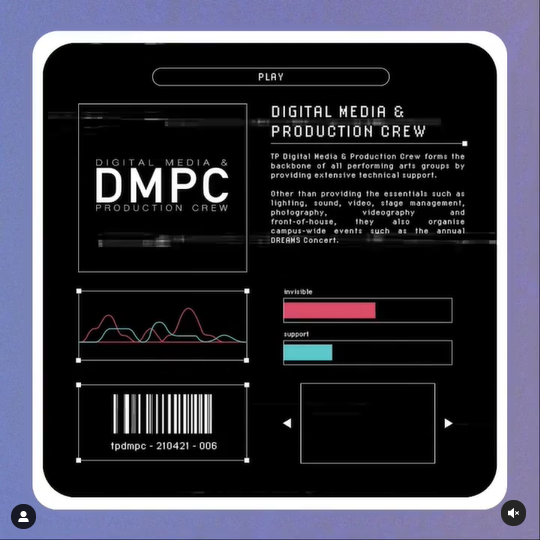 PLAY
DIGITAL MEDIA &
PRODUCTION CREW
DIGITAL MEDIA &
DMPC
PRODUCTION CREW
TP Digital Media & Production Crew forms the
backbone of all performing arts groups by
providing extensive technical support.
Other than providing the essentials such as
lighting, sound, video, stage management,
photography, videography and
front-of-house, they also organise
campus-wide events such as the annual
DREAMS Concert.
invisible
support
tpdmpc - 210421 - 006